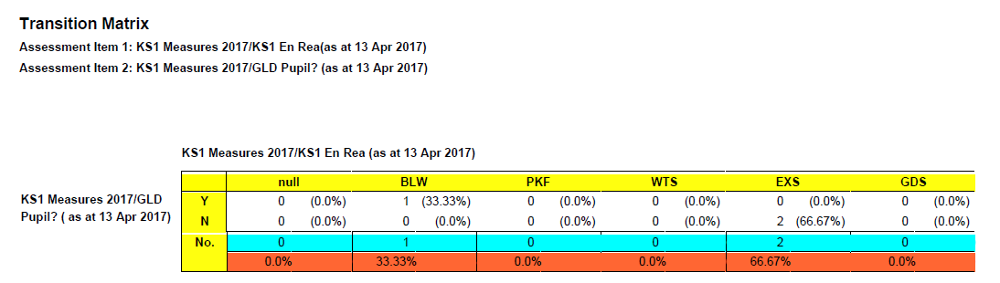 Transition Matrix
Assessment Item 1: KS1 Measures 2017/KS1 En Rea(as at 13 Apr 2017)
Assessment Item 2: KS1 Measures 2017/GLD Pupil? (as at 13 Apr 2017)
KS1 Measures 2017/KS1 En Rea (as at 13 Apr 2017)
null BLW PKF WTS EXS GDS
KS1 Measures 2017/GLD
Pupil? ( as at 13 Apr 2017)
Y 0 (0.0%) 1 (33.33%) 0 (0.0%) 0 (0.0%) 0 (0.0%) 0 (0.0%)
N 0 (0.0%) 0 (0.0%) 0 (0.0%) 0 (0.0%) 2 (66.67%) 0 (0.0%)
No. 0 1 0 0 2 0
0.0% 33.33% 0.0% 0.0% 66.67% 0.0%